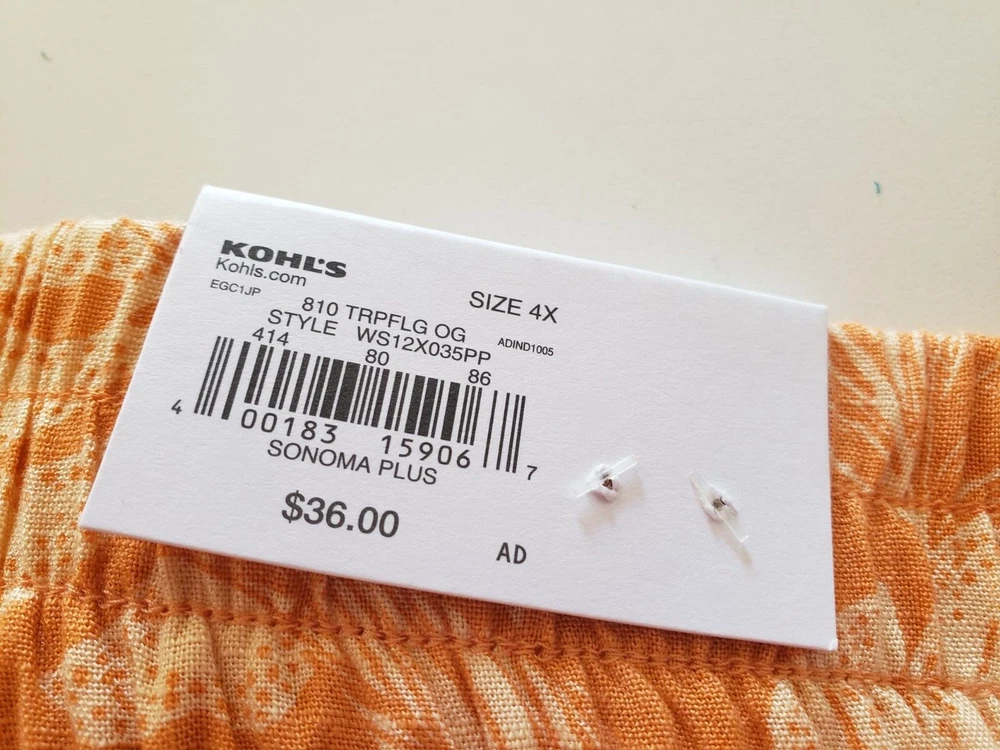 KOHL'S
Kohls.com
EGC1JP
SIZE 4X
810 TRPFLG OG
STYLE WS12X035PP
ADIND1005
414 80 86
4 00183 15906 7
SONOMA PLUS
$36.00
AD